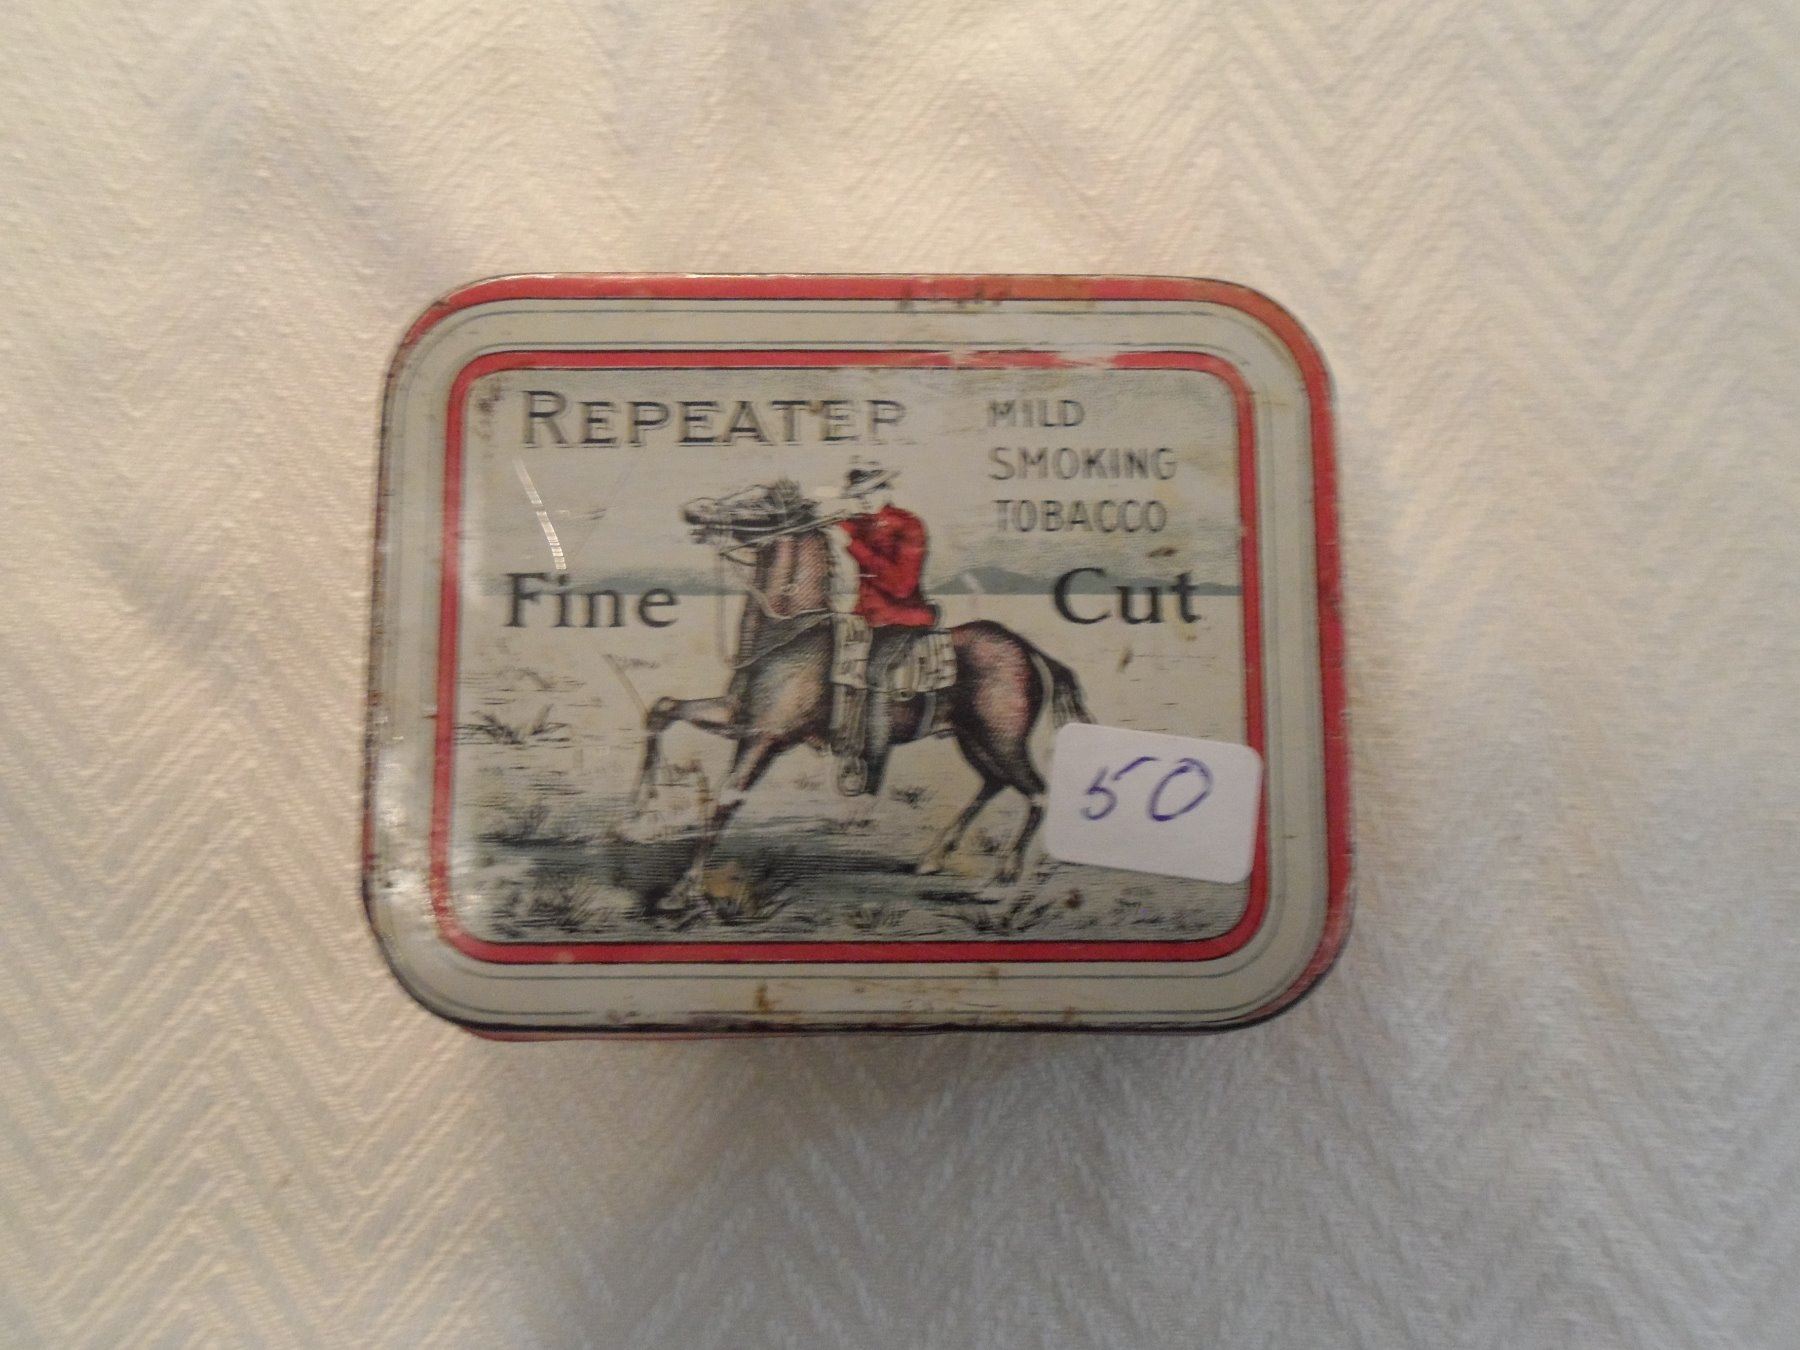 REPEATER
MILD
SMOKING
TOBACCO
Fine Cut
50